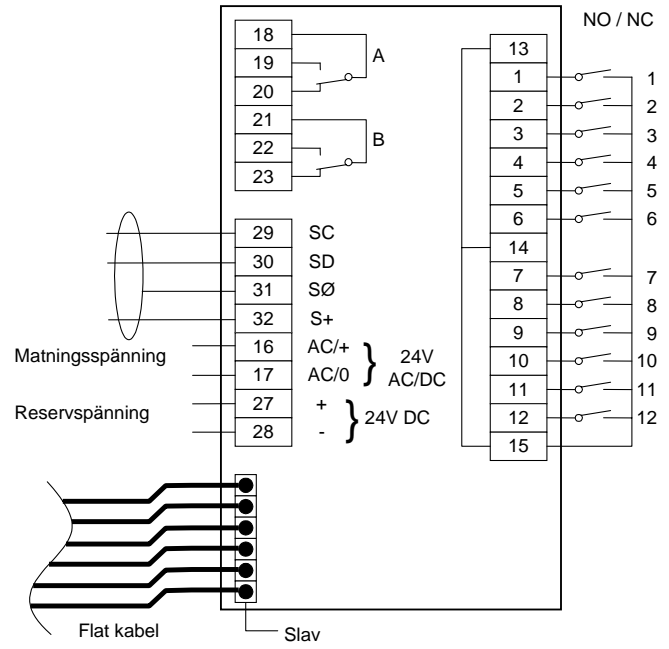 NO / NC
18
19
20
A
21
22
23
B
29 SC
30 SD
31 SØ
32 S+
Matningsspänning
16 AC/+
17 AC/0
} 24V
AC/DC
Reservspänning
27 +
28 -
} 24V DC
13
1 1
2 2
3 3
4 4
5 5
6 6
14
7 7
8 8
9 9
10 10
11 11
12 12
15
Flat kabel
Slav